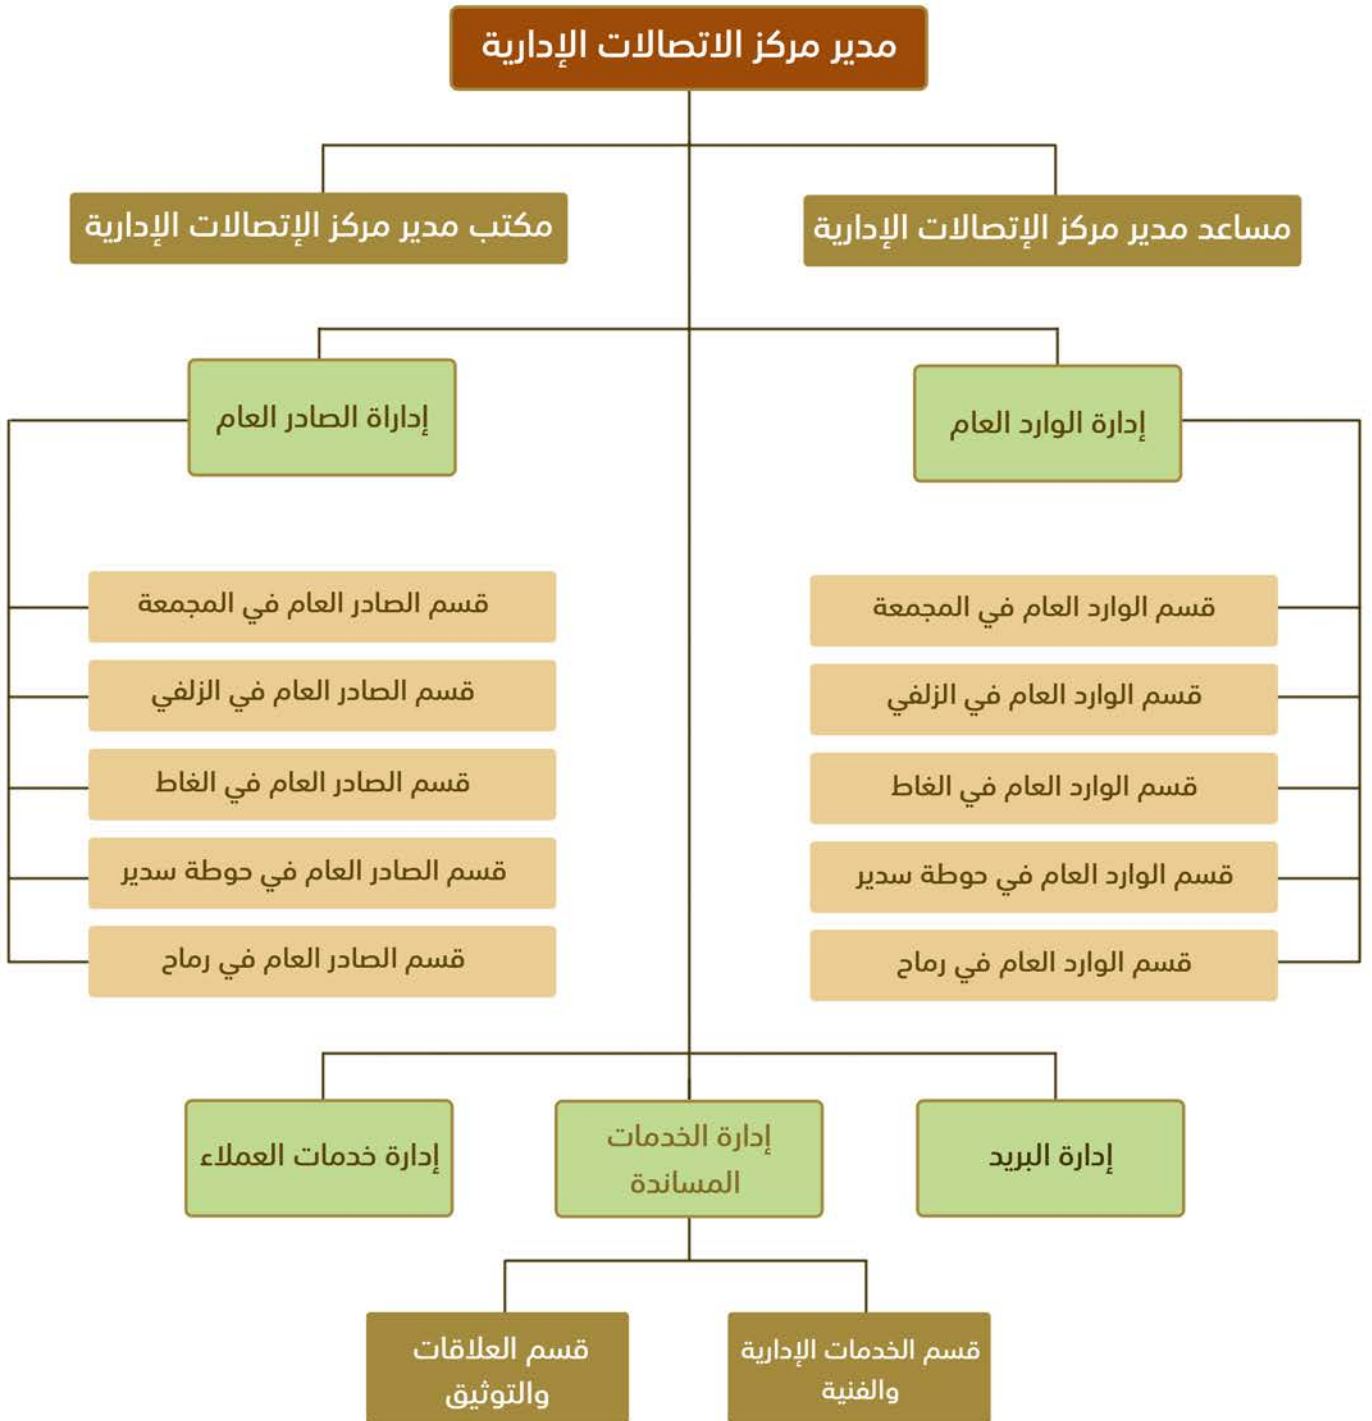 مدير مركز الاتصالات الإدارية
مساعد مدير مركز الإتصالات الإدارية
مكتب مدير مركز الإتصالات الإدارية
إدارة الوارد العام
إداراة الصادر العام
قسم الوارد العام في المجمعة
قسم الوارد العام في الزلفي
قسم الوارد العام في الغاط
قسم الوارد العام في حوطة سدير
قسم الوارد العام في رماح
قسم الصادر العام في المجمعة
قسم الصادر العام في الزلفي
قسم الصادر العام في الغاط
قسم الصادر العام في حوطة سدير
قسم الصادر العام في رماح
إدارة البريد
إدارة الخدمات
المساندة
إدارة خدمات العملاء
قسم الخدمات الإدارية
والفنية
قسم العلاقات
والتوثيق